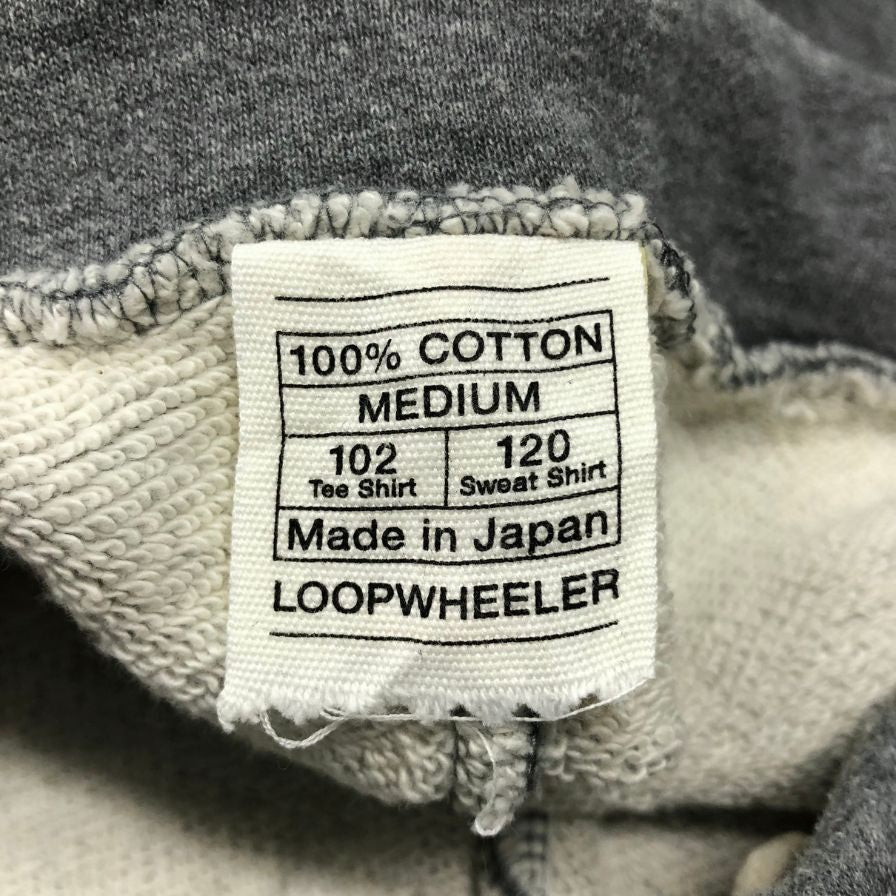 100% COTTON
MEDIUM
102 120
Tee Shirt Sweat Shirt
Made in Japan
LOOPWHEELER